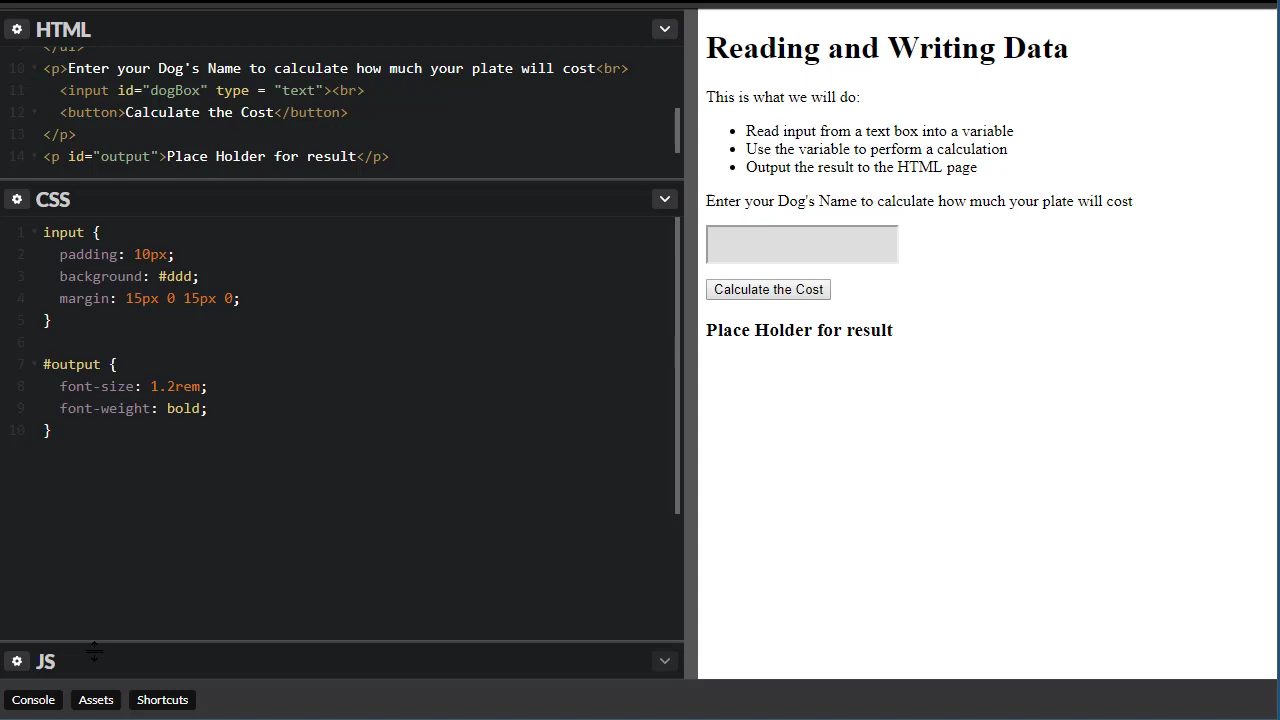 HTML
9 </ul>
10 <p>Enter your Dog's Name to calculate how much your plate will cost<br>
11 <input id="dogBox" type = "text"><br>
12 <button>Calculate the Cost</button>
13 </p>
14 <p id="output">Place Holder for result</p>
CSS
1 input {
2 padding: 10px;
3 background: #ddd;
4 margin: 15px 0 15px 0;
5 }
6
7 #output {
8 font-size: 1.2rem;
9 font-weight: bold;
10 }
JS
Console Assets Shortcuts
Reading and Writing Data
This is what we will do:
• Read input from a text box into a variable
• Use the variable to perform a calculation
• Output the result to the HTML page
Enter your Dog's Name to calculate how much your plate will cost
Calculate the Cost
Place Holder for result